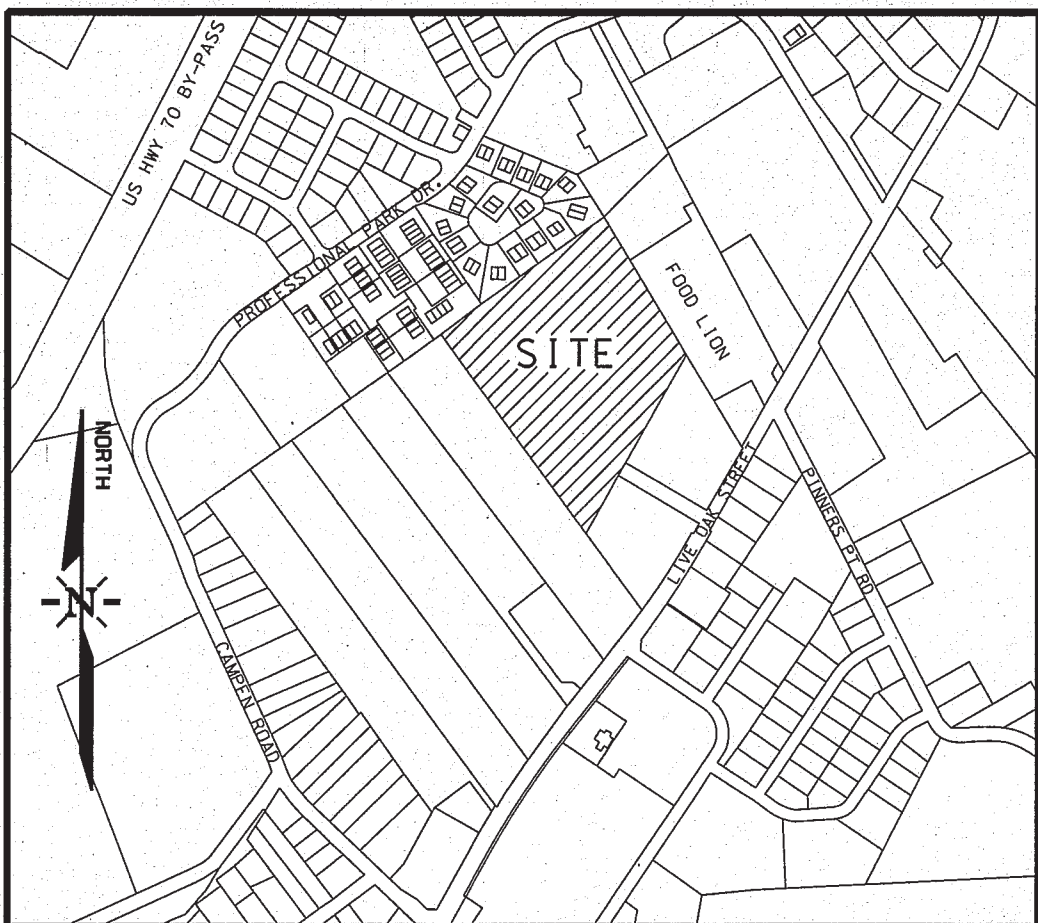 US HWY 70 BY-PASS
PROFESSIONAL PARK DR.
FOOD LION
SITE
NORTH
N
LIVE OAK STREET
PINNERS PT RD
CAMPEN ROAD